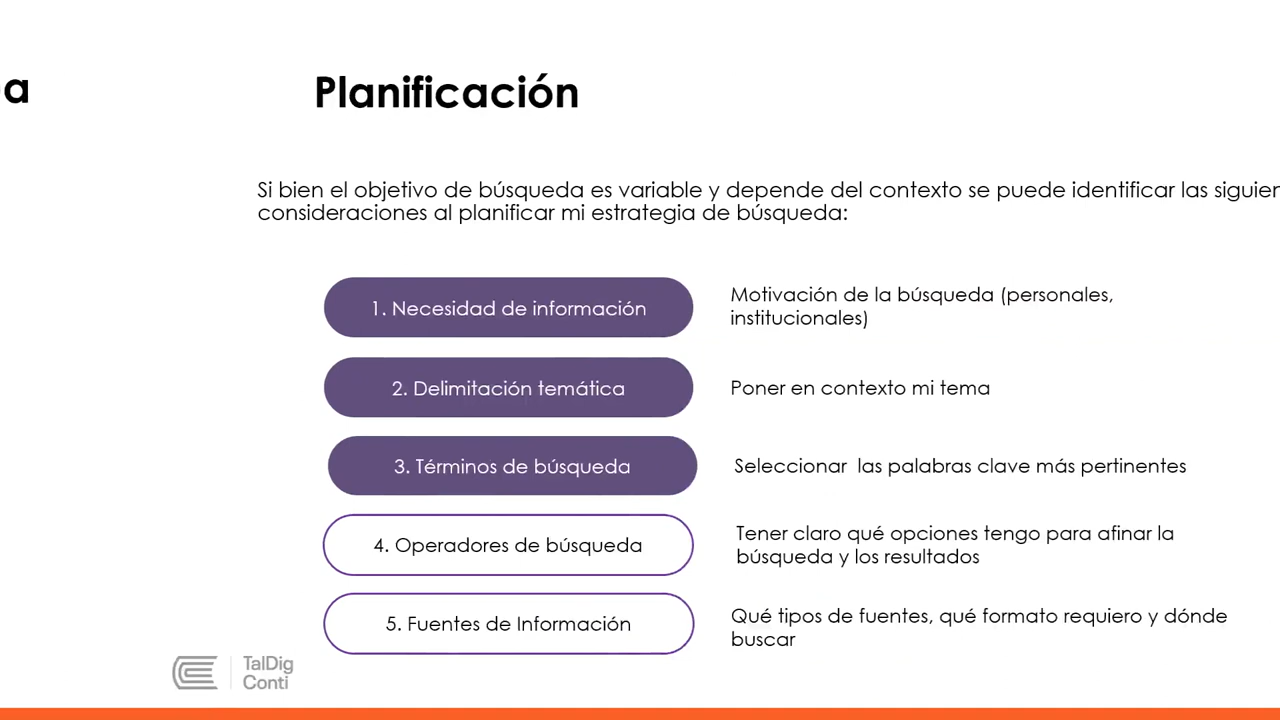 a
Planificación
Si bien el objetivo de búsqueda es variable y depende del contexto se puede identificar las
consideraciones al planificar mi estrategia de búsqueda:
1. Necesidad de información
Motivación de la búsqueda (personales,
institucionales)
2. Delimitación temática
Poner en contexto mi tema
3. Términos de búsqueda
Seleccionar las palabras clave más pertinentes
4. Operadores de búsqueda
Tener claro qué opciones tengo para afinar la
búsqueda y los resultados
5. Fuentes de Información
Qué tipos de fuentes, qué formato requiero y dónde
buscar
TalDig
Conti